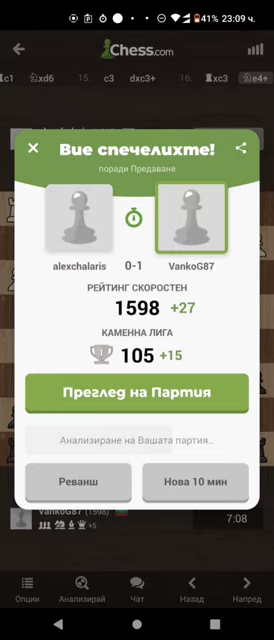 41% 23:09 ч.
Chess.com
c1 xd6 15. c3 dxc3+ 16. xc3 e4+
Вие спечелихте!
поради Предаване
alexchalaris 0-1 VankoG87
РЕЙТИНГ СКОРОСТЕН
1598 +27
КАМЕННА ЛИГА
105 +15
Преглед на Партия
Анализиране на Вашата партия...
Реванш Нова 10 мин
VankoG87 (1598)
+5 7:08
Опции Анализирай Чат Назад Напред